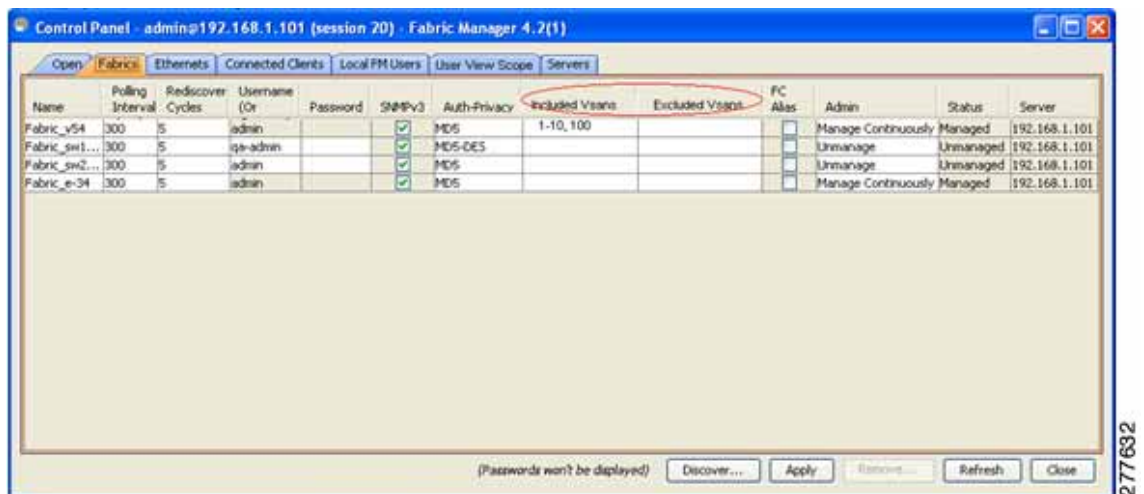 Control Panel - admin@192.168.1.101 (session 20) - Fabric Manager 4.2(1)
Open Fabrics Ethernets Connected Clients Local FM Users User View Scope Servers
Name Polling Interval Rediscover Cycles Username (Or Password SNMPv3 Auth-Privacy Included Vsans Excluded Vsans FC Alias Admin Status Server
Fabric_v54 300 5 admin MD5 1-10, 100 Manage Continuously Managed 192.168.1.101
Fabric_sw1... 300 5 qa-admin MD5-DES Unmanage Unmanaged 192.168.1.101
Fabric_sw2... 300 5 admin MD5 Unmanage Unmanaged 192.168.1.101
Fabric_e-34 300 5 admin MD5 Manage Continuously Managed 192.168.1.101
(Passwords won't be displayed) Discover... Apply Remove... Refresh Close
277632